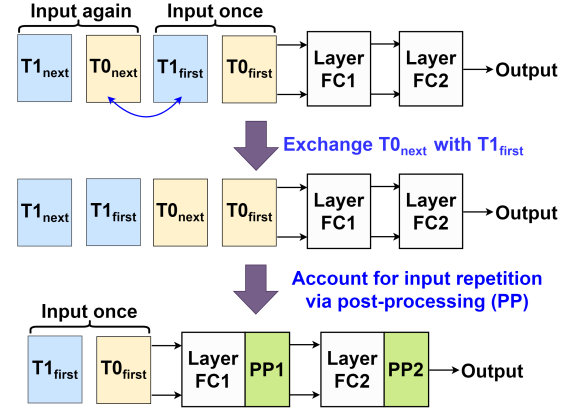 Input again Input once
T1next T0next T1first T0first Layer FC1 Layer FC2 Output
Exchange T0next with T1first
T1next T1first T0next T0first Layer FC1 Layer FC2 Output
Account for input repetition
via post-processing (PP)
Input once
T1first T0first Layer FC1 PP1 Layer FC2 PP2 Output